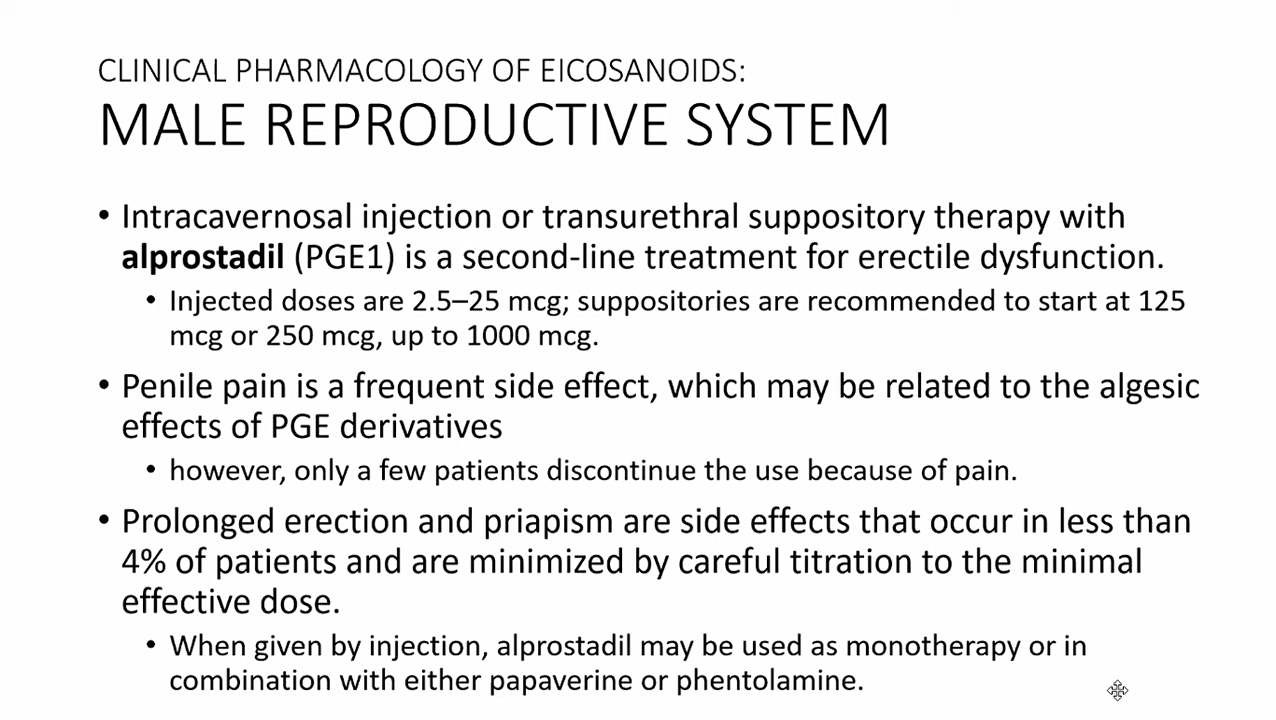 CLINICAL PHARMACOLOGY OF EICOSANOIDS:
MALE REPRODUCTIVE SYSTEM
• Intracavernosal injection or transurethral suppository therapy with
alprostadil (PGE1) is a second-line treatment for erectile dysfunction.
• Injected doses are 2.5–25 mcg; suppositories are recommended to start at 125
mcg or 250 mcg, up to 1000 mcg.
• Penile pain is a frequent side effect, which may be related to the algesic
effects of PGE derivatives
• however, only a few patients discontinue the use because of pain.
• Prolonged erection and priapism are side effects that occur in less than
4% of patients and are minimized by careful titration to the minimal
effective dose.
• When given by injection, alprostadil may be used as monotherapy or in
combination with either papaverine or phentolamine.